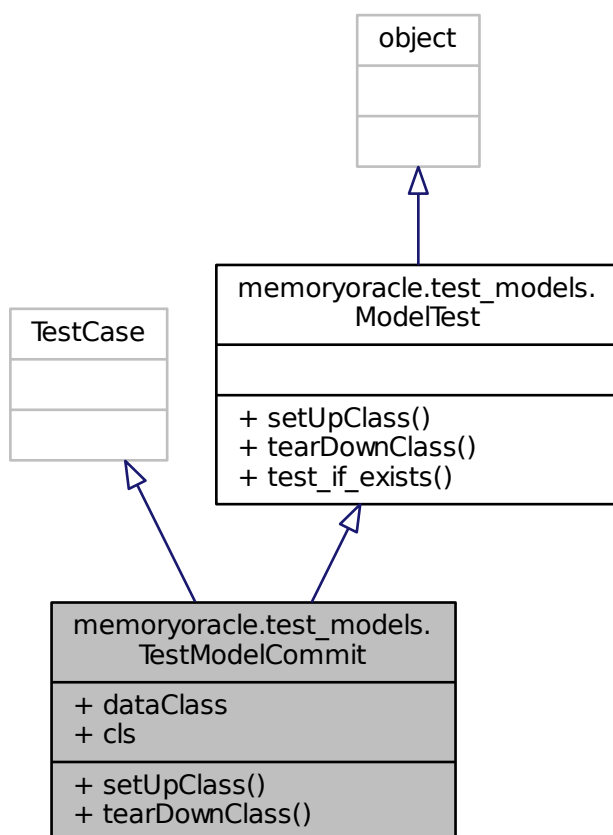 object
memoryoracle.test_models.
ModelTest
+ setUpClass()
+ tearDownClass()
+ test_if_exists()
TestCase
memoryoracle.test_models.
TestModelCommit
+ dataClass
+ cls
+ setUpClass()
+ tearDownClass()